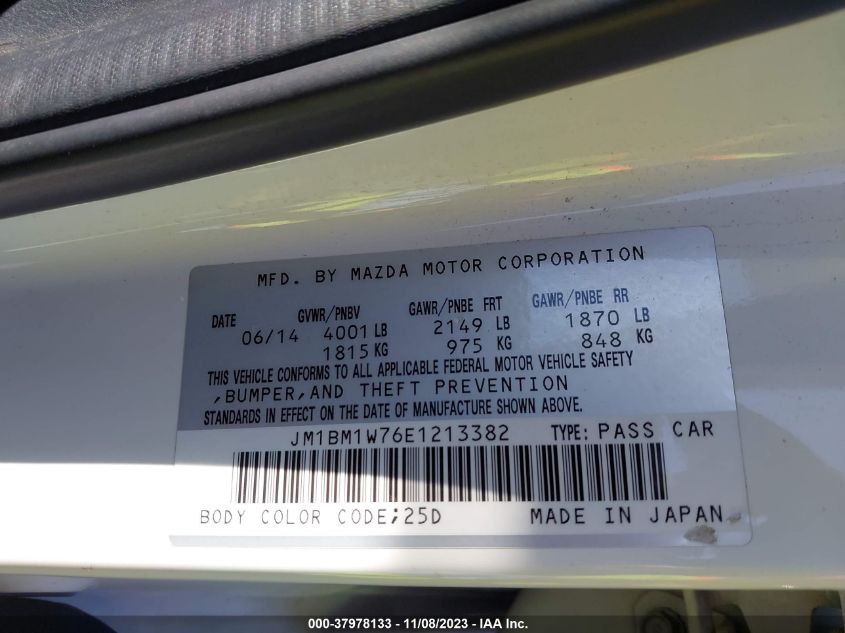 MFD. BY MAZDA MOTOR CORPORATION
DATE GVWR/PNBV GAWR/PNBE FRT GAWR/PNBE RR
06/14 4001 LB 2149 LB 1870 LB
1815 KG 975 KG 848 KG
THIS VEHICLE CONFORMS TO ALL APPLICABLE FEDERAL MOTOR VEHICLE SAFETY
,BUMPER,AND THEFT PREVENTION
STANDARDS IN EFFECT ON THE DATE OF MANUFACTURE SHOWN ABOVE.
JM1BM1W76E1213382 TYPE: PASS CAR
BODY COLOR CODE;25D MADE IN JAPAN
000-37978133 - 11/08/2023 - IAA Inc.